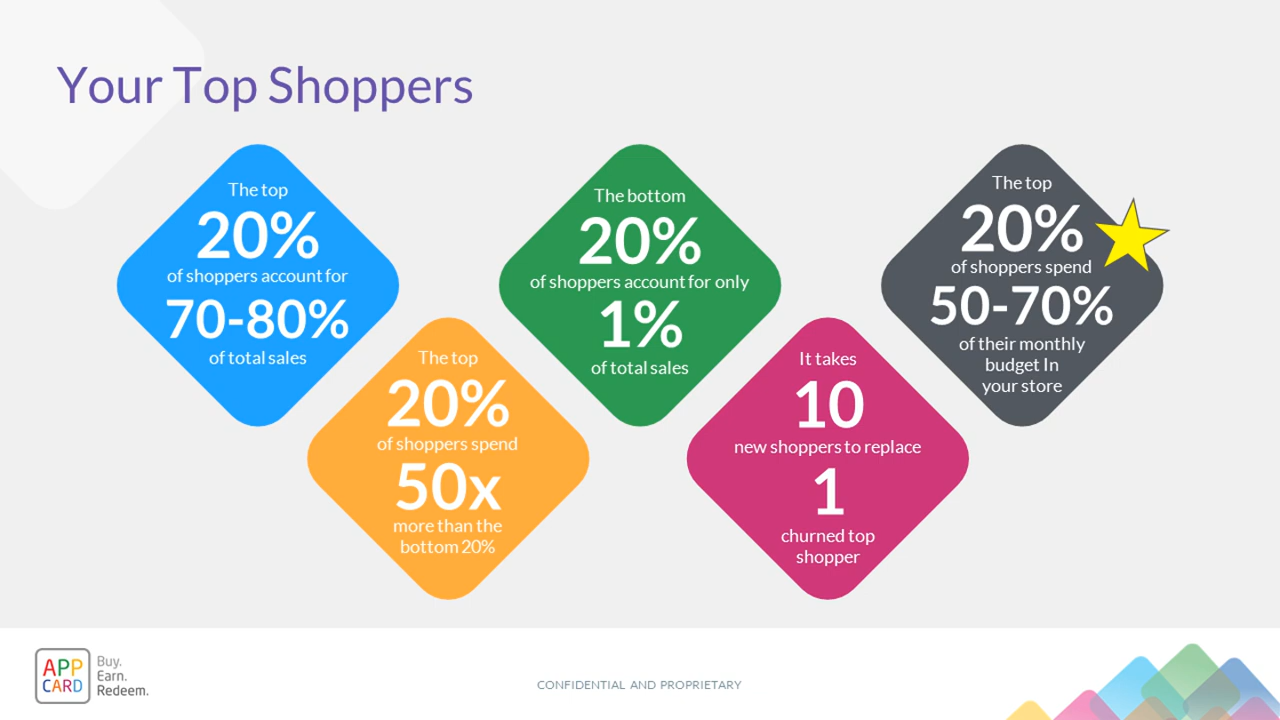 Your Top Shoppers
The top
20%
of shoppers account for
70-80%
of total sales
The top
20%
of shoppers spend
50x
more than the
bottom 20%
The bottom
20%
of shoppers account for only
1%
of total sales
It takes
10
new shoppers to replace
1
churned top
shopper
The top
20%
of shoppers spend
50-70%
of their monthly
budget In
your store
APP
CARD
Buy.
Earn.
Redeem.
CONFIDENTIAL AND PROPRIETARY